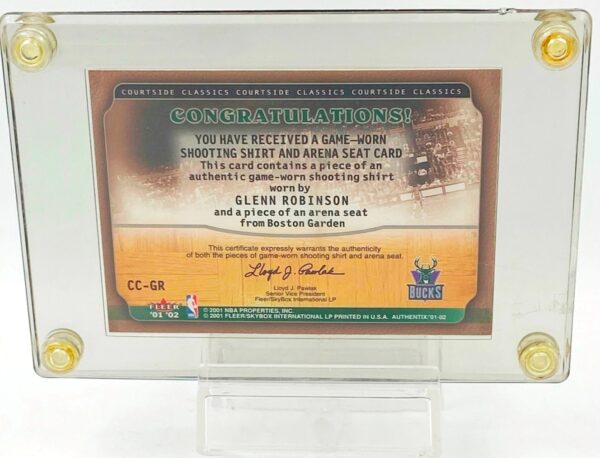 COURTSIDE CLASSICS COURTSIDE CLASSICS COURTSIDE CLASSICS
CONGRATULATIONS!
YOU HAVE RECEIVED A GAME-WORN
SHOOTING SHIRT AND ARENA SEAT CARD
This card contains a piece of an
authentic game-worn shooting shirt
worn by
GLENN ROBINSON
and a piece of an arena seat
from Boston Garden
This certificate expressly warrants the authenticity
of both the pieces of game-worn shooting shirt and arena seat.
Lloyd J. Pawlak
Lloyd J. Pawlak
Senior Vice President
Fleer/SkyBox International LP
CC-GR
BUCKS
FLEER
'01 '02
NBA
© 2001 NBA PROPERTIES, INC.
© 2001 FLEER/SKYBOX INTERNATIONAL LP PRINTED IN U.S.A. AUTHENTIX '01-02